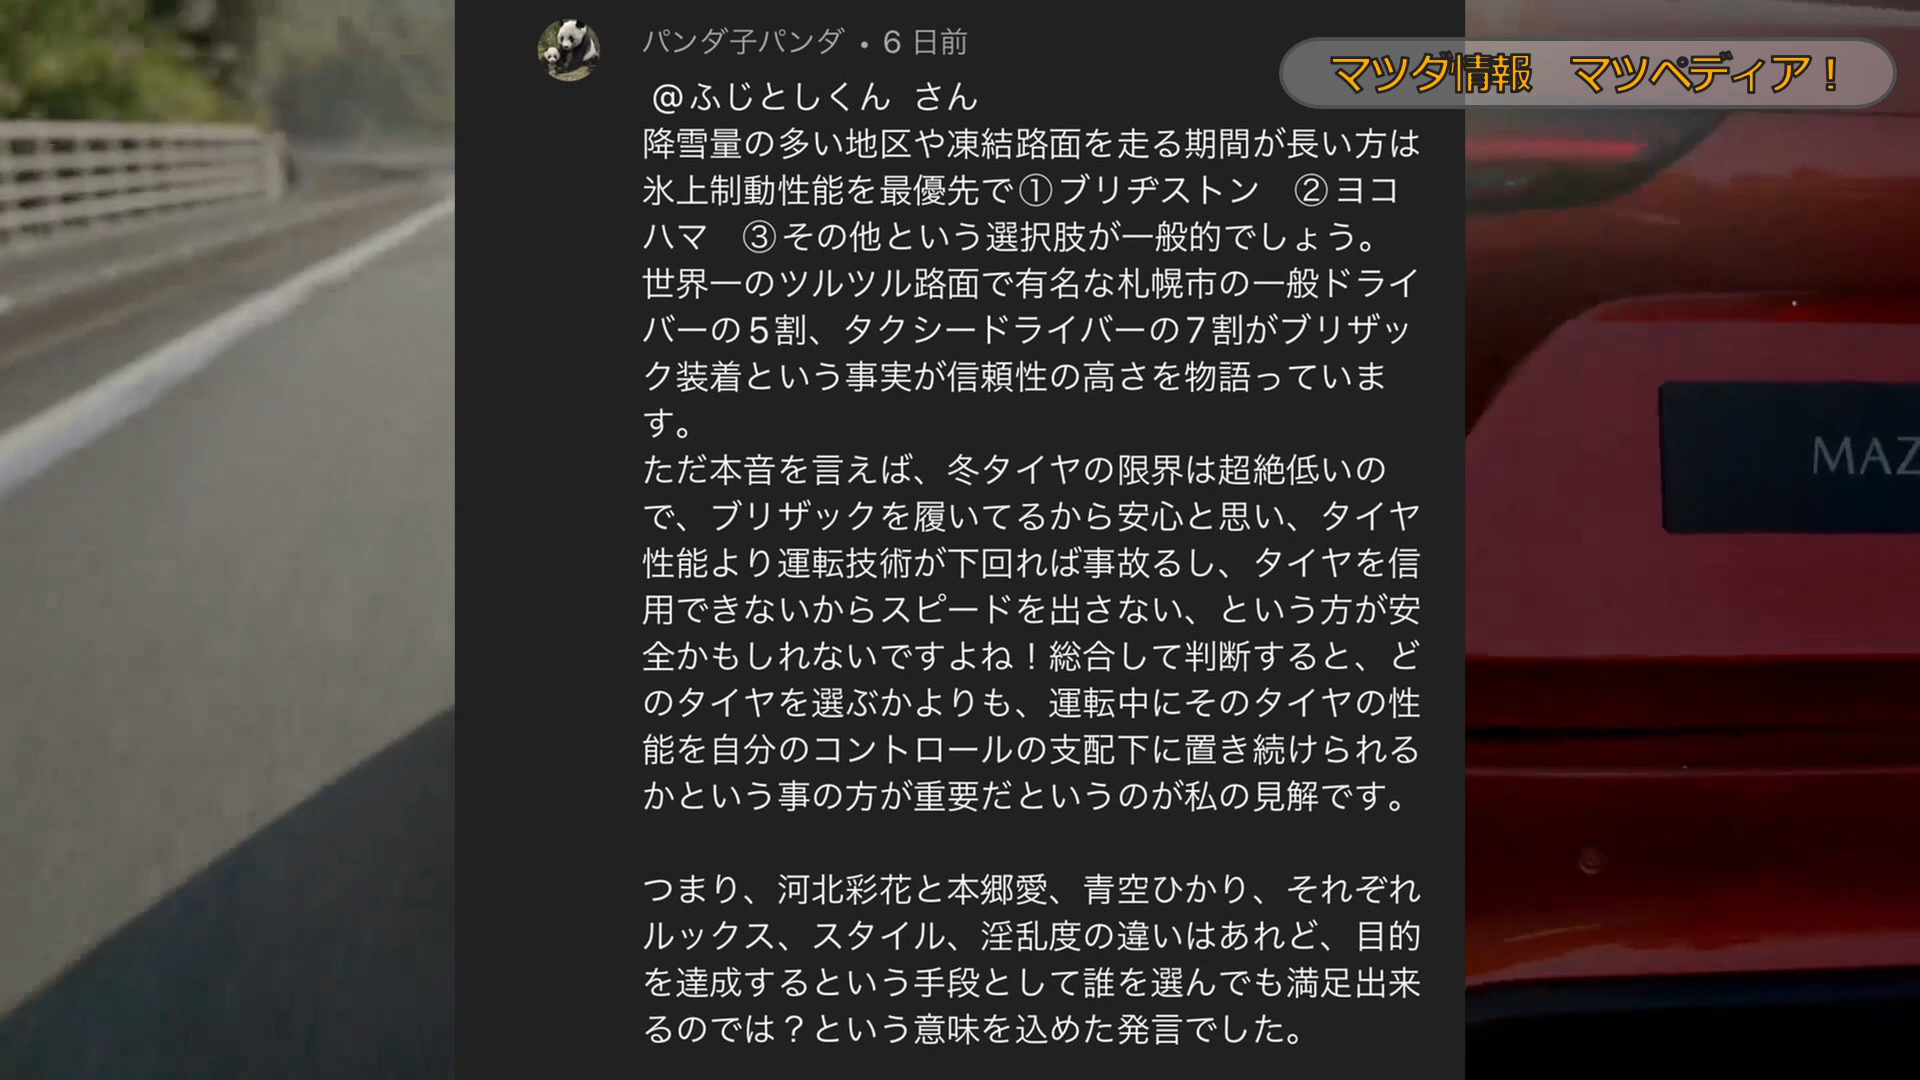 パンダ子パンダ • 6 日前
マツダ情報　マツペディア！
@ふじとしくん さん
降雪量の多い地区や凍結路面を走る期間が長い方は
氷上制動性能を最優先で①ブリヂストン　②ヨコ
ハマ　③その他という選択肢が一般的でしょう。
世界一のツルツル路面で有名な札幌市の一般ドライ
バーの5割、タクシードライバーの7割がブリザッ
ク装着という事実が信頼性の高さを物語っていま
す。
ただ本音を言えば、冬タイヤの限界は超絶低いの
で、ブリザックを履いてるから安心と思い、タイヤ
性能より運転技術が下回れば事故るし、タイヤを信
用できないからスピードを出さない、という方が安
全かもしれないですよね！総合して判断すると、ど
のタイヤを選ぶかよりも、運転中にそのタイヤの性
能を自分のコントロールの支配下に置き続けられる
かという事の方が重要だというのが私の見解です。
つまり、河北彩花と本郷愛、青空ひかり、それぞれ
ルックス、スタイル、淫乱度の違いはあれど、目的
を達成するという手段として誰を選んでも満足出来
るのでは？という意味を込めた発言でした。
MAZ